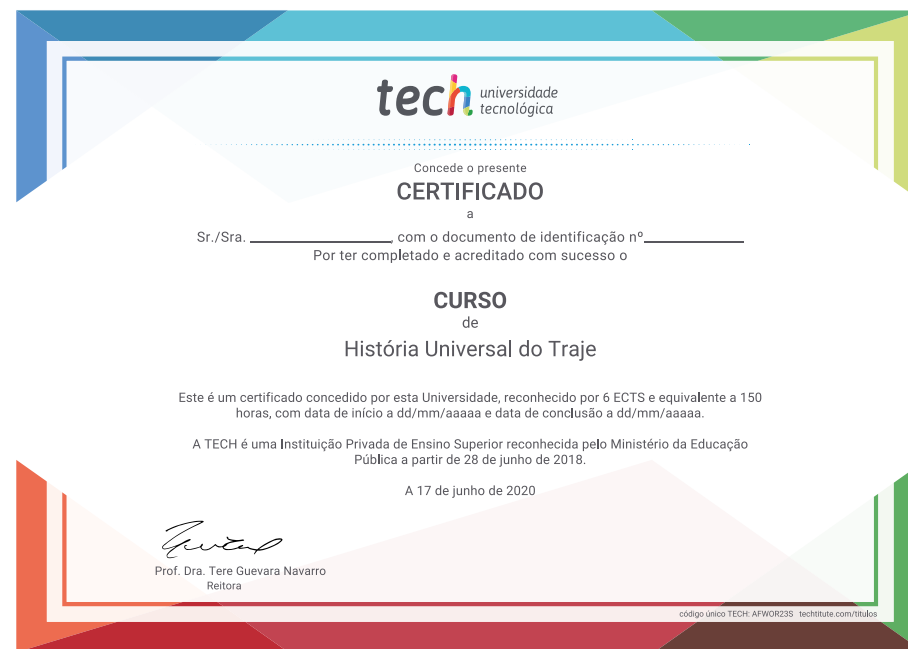 tech universidade
tecnológica
Concede o presente
CERTIFICADO
a
Sr./Sra. , com o documento de identificação nº
Por ter completado e acreditado com sucesso o
CURSO
de
História Universal do Traje
Este é um certificado concedido por esta Universidade, reconhecido por 6 ECTS e equivalente a 150
horas, com data de início a dd/mm/aaaaa e data de conclusão a dd/mm/aaaaa.
A TECH é uma Instituição Privada de Ensino Superior reconhecida pelo Ministério da Educação
Pública a partir de 28 de junho de 2018.
A 17 de junho de 2020
Prof. Dra. Tere Guevara Navarro
Reitora
código único TECH: AFWOR23S techtitute.com/titulos